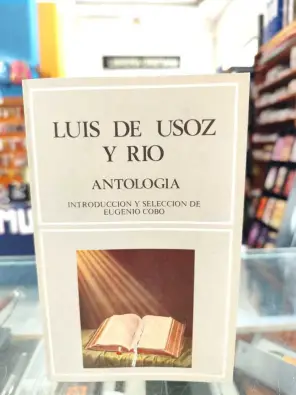 LUIS DE USOZ
Y RIO
ANTOLOGIA
INTRODUCCION Y SELECCION DE
EUGENIO COBO